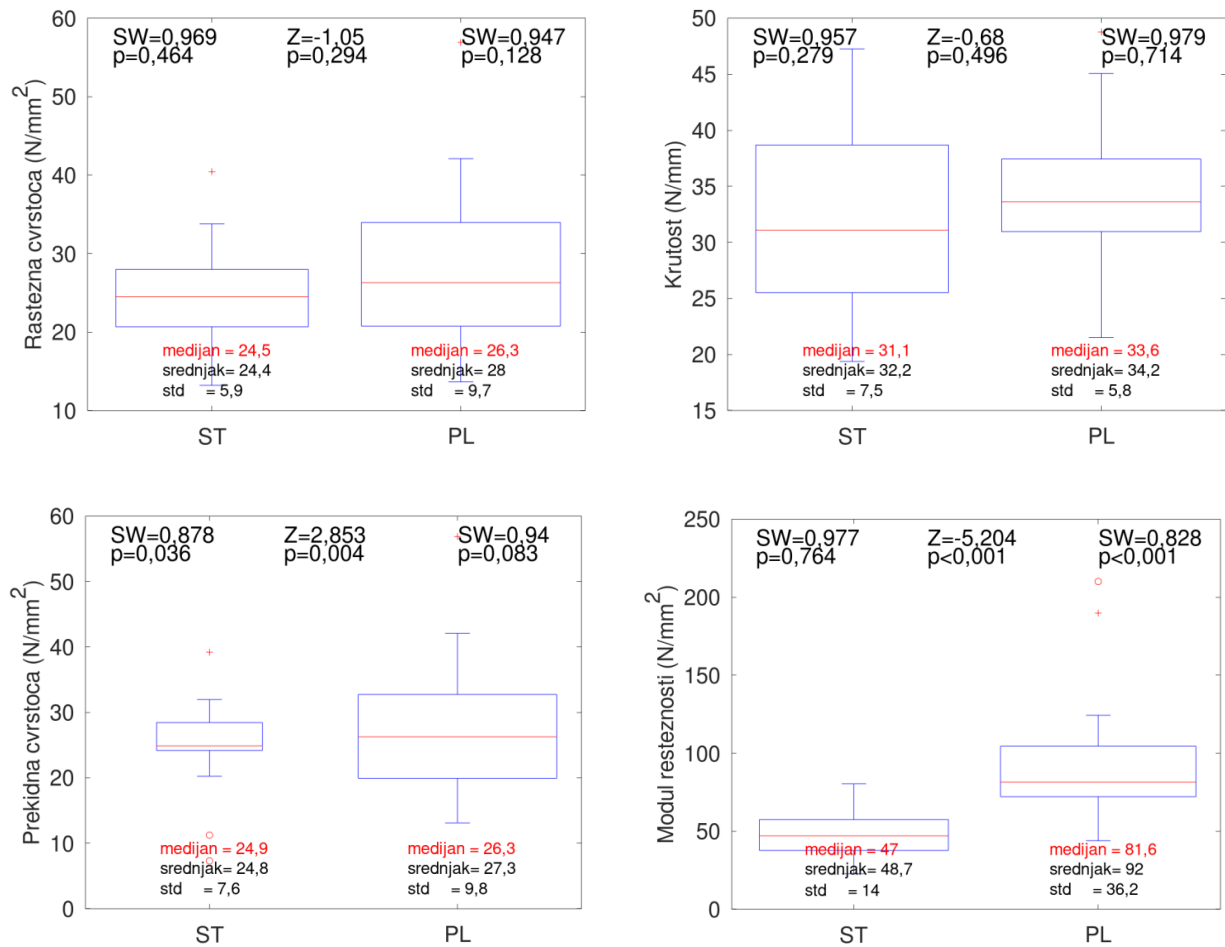 60
50
40
30
20
10
Rastezna cvrstoca (N/mm²)
SW=0,969 Z=-1,05 SW=0,947
p=0,464 p=0,294 p=0,128
medijan = 24,5 medijan = 26,3
srednjak= 24,4 srednjak= 28
std = 5,9 std = 9,7
ST PL
50
45
40
35
30
25
20
15
Krutost (N/mm)
SW=0,957 Z=-0,68 SW=0,979
p=0,279 p=0,496 p=0,714
medijan = 31,1 medijan = 33,6
srednjak= 32,2 srednjak= 34,2
std = 7,5 std = 5,8
ST PL
60
50
40
30
20
10
0
Prekidna cvrstoca (N/mm²)
SW=0,878 Z=2,853 SW=0,94
p=0,036 p=0,004 p=0,083
medijan = 24,9 medijan = 26,3
srednjak= 24,8 srednjak= 27,3
std = 7,6 std = 9,8
ST PL
250
200
150
100
50
0
Modul resteznosti (N/mm²)
SW=0,977 Z=-5,204 SW=0,828
p=0,764 p<0,001 p<0,001
medijan = 47 medijan = 81,6
srednjak= 48,7 srednjak= 92
std = 14 std = 36,2
ST PL